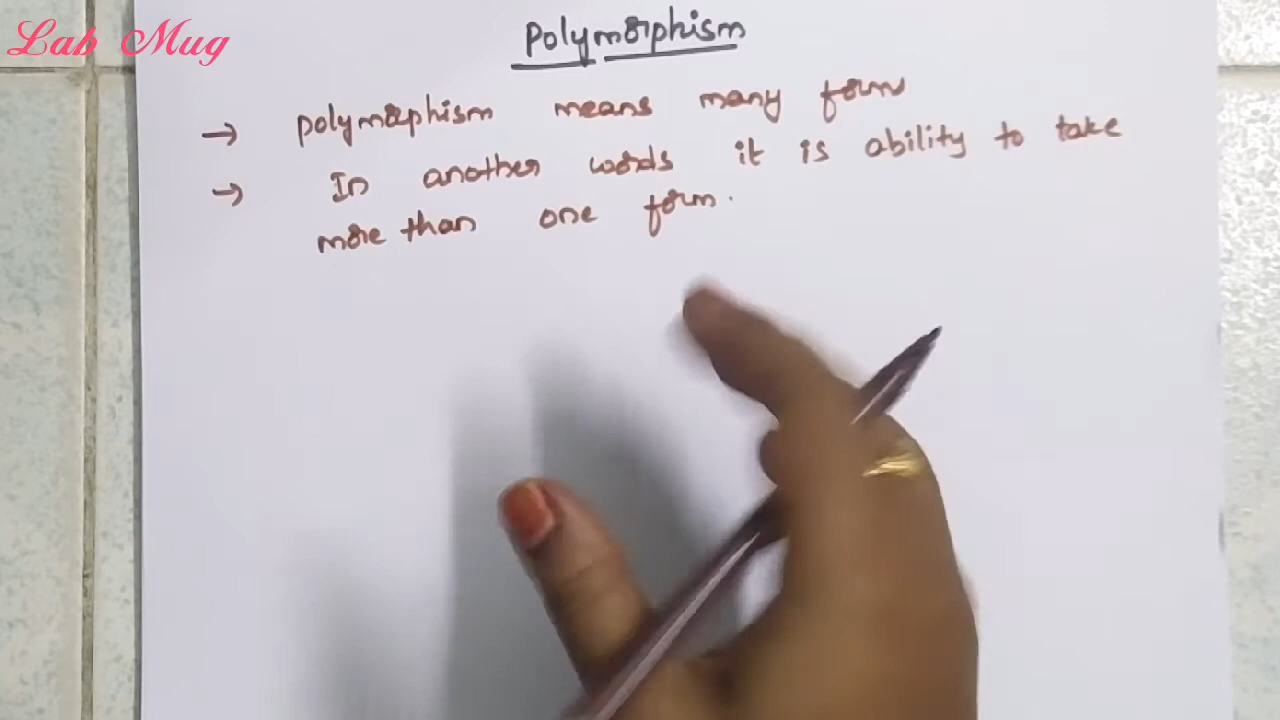 Lab Mug
Polymorphism
→ polymorphism means many form
→ In another words it is ability to take
more than one form.